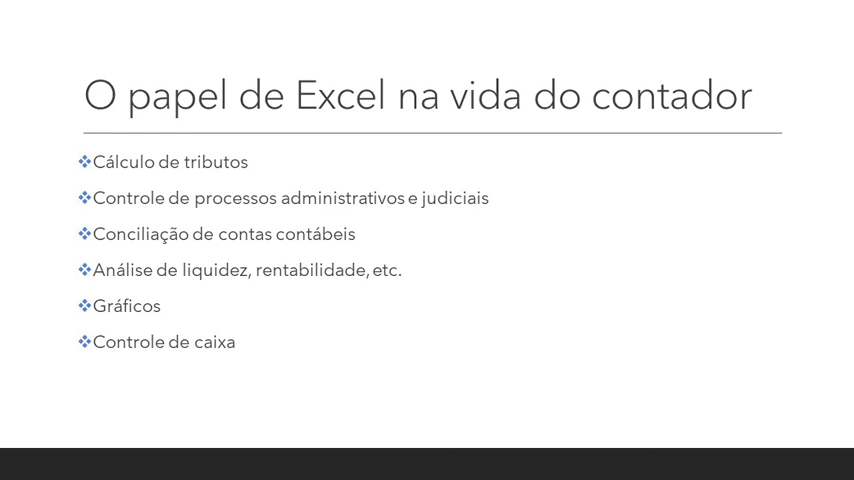 O papel de Excel na vida do contador
Cálculo de tributos
Controle de processos administrativos e judiciais
Conciliação de contas contábeis
Análise de liquidez, rentabilidade, etc.
Gráficos
Controle de caixa